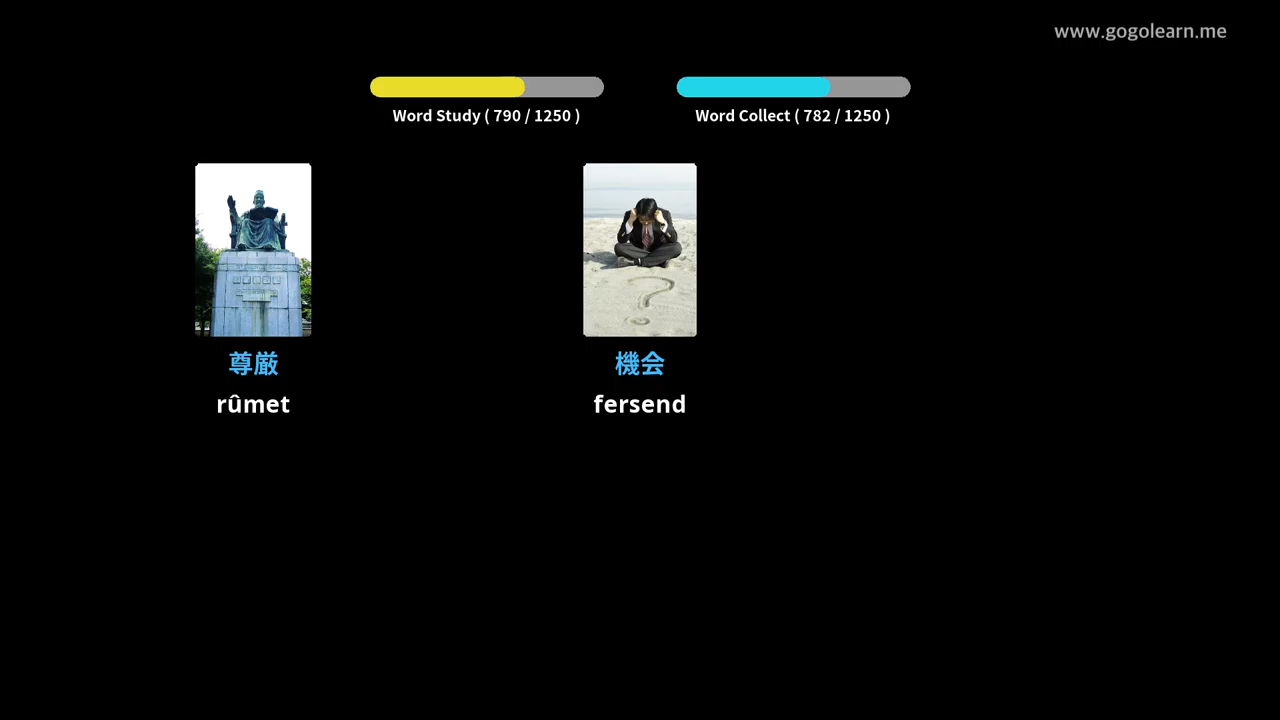 www.gogolearn.me
Word Study ( 790 / 1250 )
Word Collect ( 782 / 1250 )
尊厳
rûmet
機会
fersend